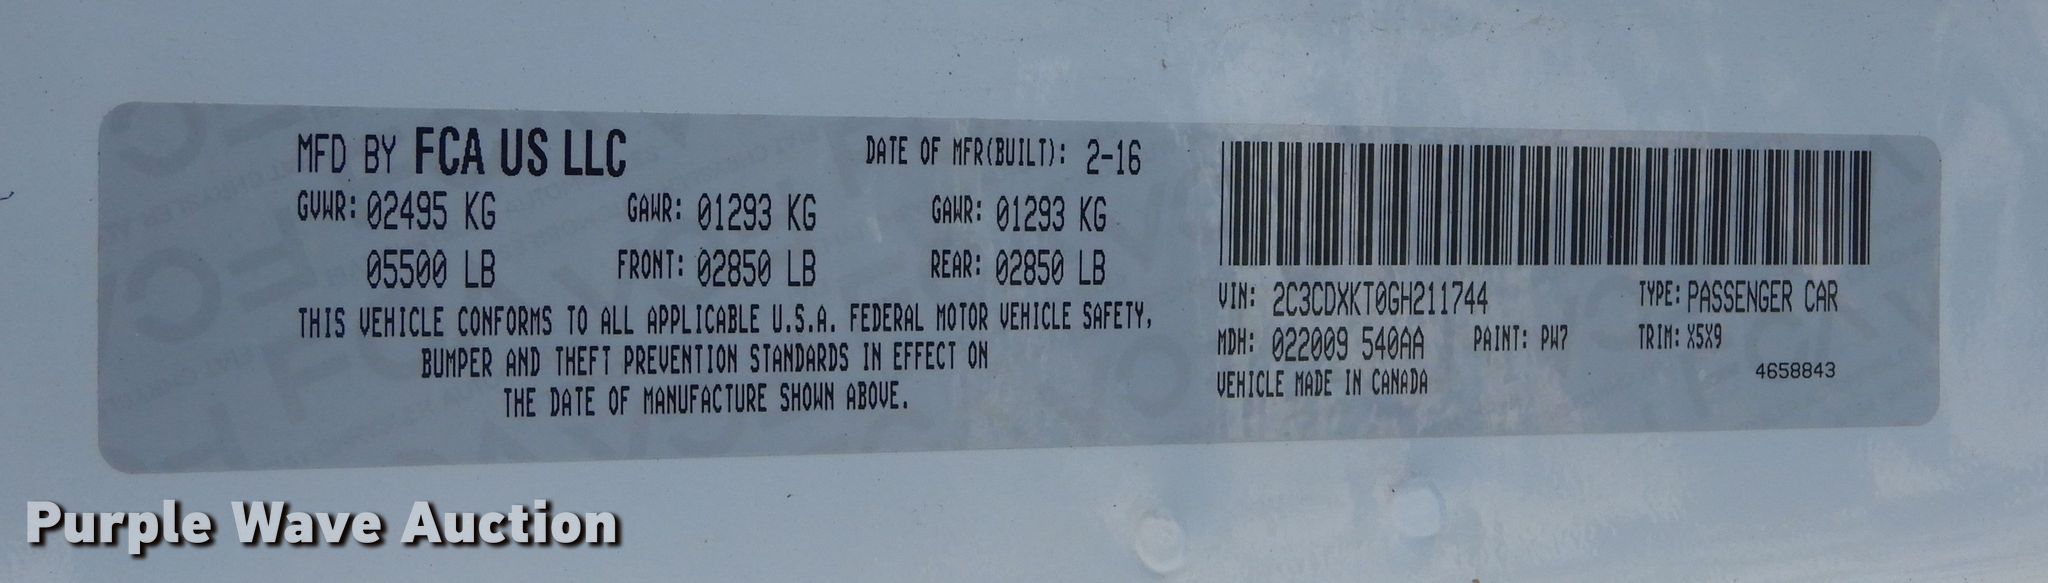 MFD BY FCA US LLC DATE OF MFR(BUILT): 2-16
GVWR: 02495 KG GAWR: 01293 KG GAWR: 01293 KG
05500 LB FRONT: 02850 LB REAR: 02850 LB
THIS VEHICLE CONFORMS TO ALL APPLICABLE U.S.A. FEDERAL MOTOR VEHICLE SAFETY,
BUMPER AND THEFT PREVENTION STANDARDS IN EFFECT ON
THE DATE OF MANUFACTURE SHOWN ABOVE.
VIN: 2C3CDXKT0GH211744 TYPE: PASSENGER CAR
MDH: 022009 540AA PAINT: PW7 TRIM: X5X9
VEHICLE MADE IN CANADA 4658843
Purple Wave Auction